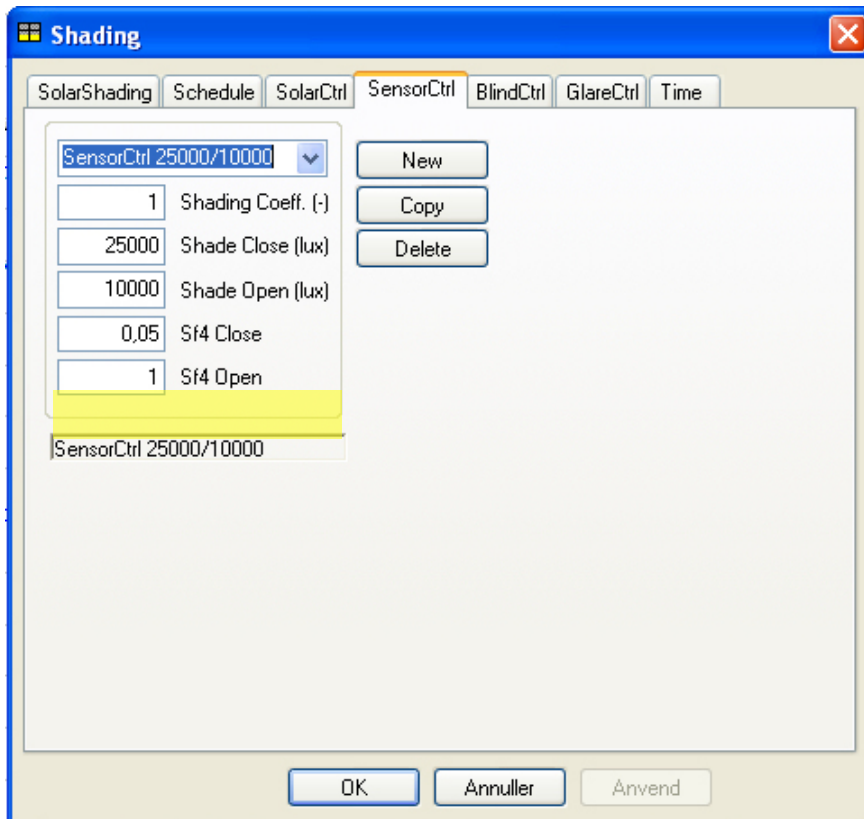 Shading
SolarShading Schedule SolarCtrl SensorCtrl BlindCtrl GlareCtrl Time
SensorCtrl 25000/10000 New
1 Shading Coeff. (-) Copy
25000 Shade Close (lux) Delete
10000 Shade Open (lux)
0,05 Sf4 Close
1 Sf4 Open
SensorCtrl 25000/10000
OK Annuller Anvend